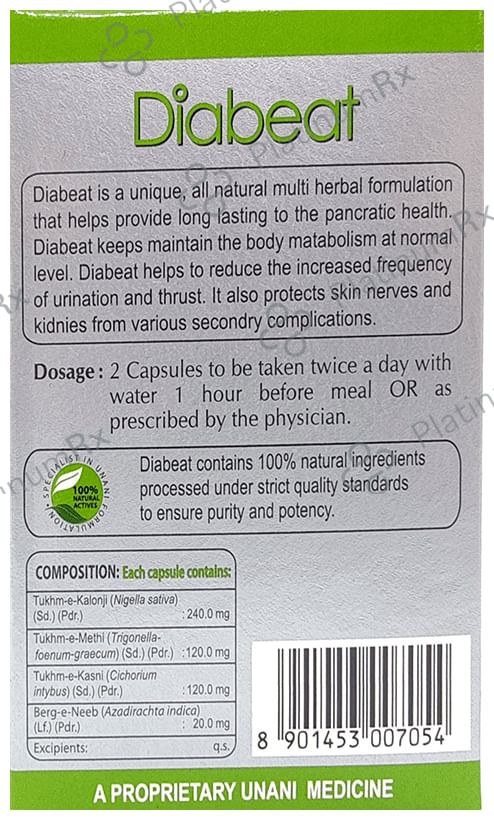 Diabeat
Diabeat is a unique, all natural multi herbal formulation
that helps provide long lasting to the pancratic health.
Diabeat keeps maintain the body matabolism at normal
level. Diabeat helps to reduce the increased frequency
of urination and thrust. It also protects skin nerves and
kidnies from various secondry complications.
Dosage : 2 Capsules to be taken twice a day with
water 1 hour before meal OR as
prescribed by the physician.
SPECIALIST IN UNANI FORMULATION
100%
NATURAL
ACTIVES
Diabeat contains 100% natural ingredients
processed under strict quality standards
to ensure purity and potency.
COMPOSITION: Each capsule contains:
Tukhm-e-Kalonji (Nigella sativa)
(Sd.) (Pdr.) : 240.0 mg
Tukhm-e-Methi (Trigonella-
foenum-graecum) (Sd.) (Pdr.) : 120.0 mg
Tukhm-e-Kasni (Cichorium
intybus) (Sd.) (Pdr.) : 120.0 mg
Berg-e-Neeb (Azadirachta indica)
(Lf.) (Pdr.) : 20.0 mg
Excipients: q.s.
8 901453 007054
A PROPRIETARY UNANI MEDICINE
PlatinumRx
PlatinumRx
PlatinumRx